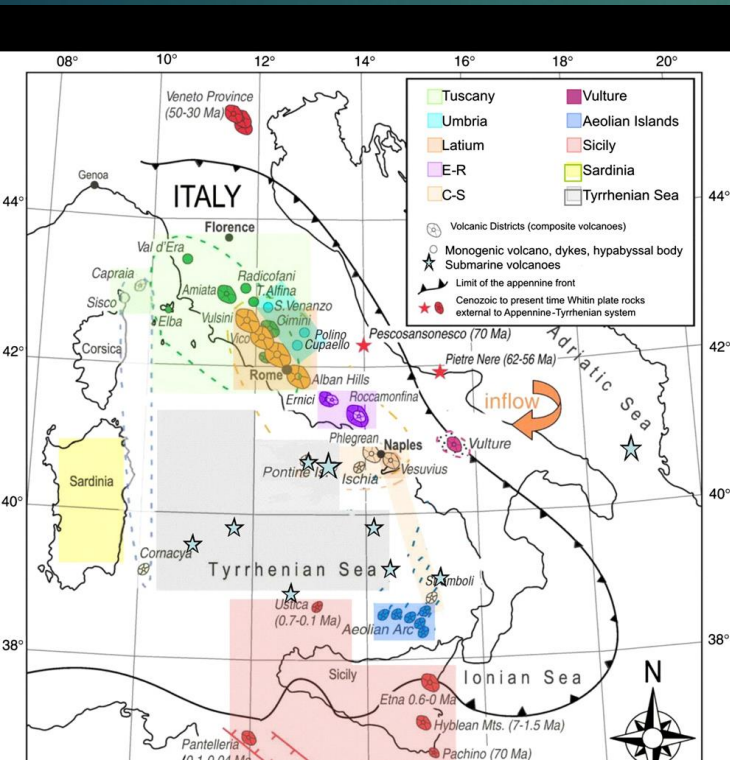 08°
10°
12°
14°
16°
18°
20°
Veneto Province
(50-30 Ma)
Tuscany
Umbria
Latium
E-R
C-S
Vulture
Aeolian Islands
Sicily
Sardinia
Tyrrhenian Sea
Volcanic Districts (composite volcanoes)
Monogenic volcano, dykes, hypabyssal body
Submarine volcanoes
Limit of the appennine front
Cenozoic to present time Whitin plate rocks
external to Appennine-Tyrrhenian system
Genoa
44°
44°
ITALY
Florence
Val d'Era
Capraia
Radicofani
Amiata
T.Alfina
Sisco
S.Venanzo
Elba
Vulsini
Cimini
Vico
Polino
Cupaello
Pescosansonesco (70 Ma)
Corsica
42°
42°
Pietre Nere (62-56 Ma)
Rome
Alban Hills
Adriatic Sea
Ernici
Roccamonfina
inflow
Phlegrean
Naples
Vulture
Pontine Is
Ischia
Vesuvius
Sardinia
40°
40°
Cornacya
Tyrrhenian Sea
Stromboli
Ustica
(0.7-0.1 Ma)
Aeolian Arc
38°
38°
Sicily
Ionian Sea
N
Etna 0.6-0 Ma
Hyblean Mts. (7-1.5 Ma)
Pantelleria
Pachino (70 Ma)